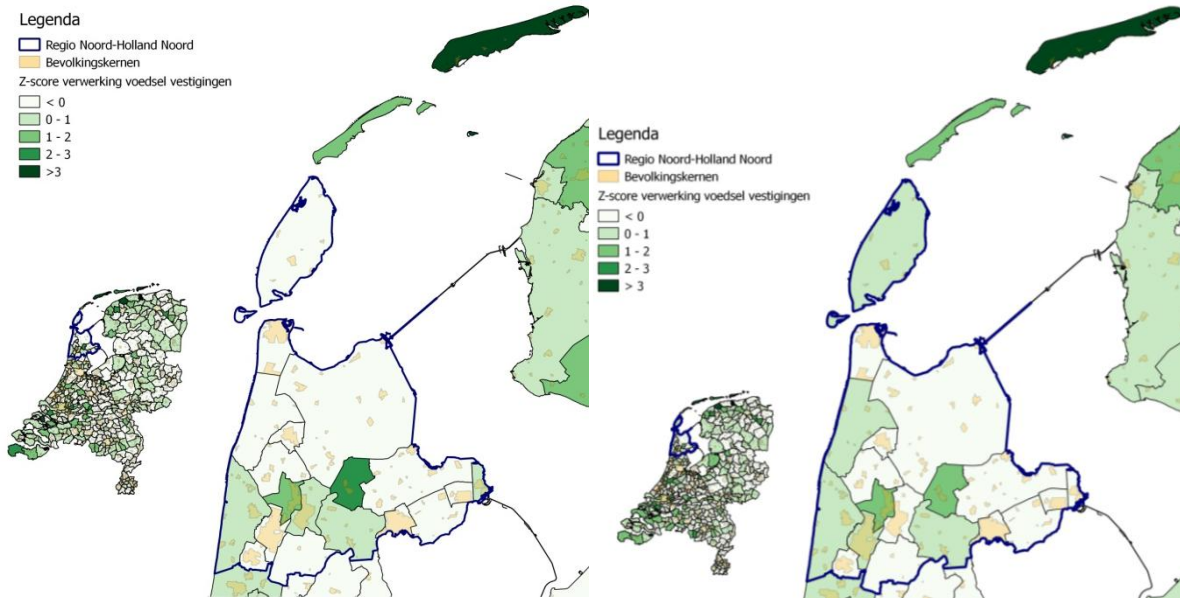 Legenda
Regio Noord-Holland Noord
Bevolkingskernen
Z-score verwerking voedsel vestigingen
< 0
0 - 1
1 - 2
2 - 3
>3
Legenda
Regio Noord-Holland Noord
Bevolkingskernen
Z-score verwerking voedsel vestigingen
< 0
0 - 1
1 - 2
2 - 3
> 3